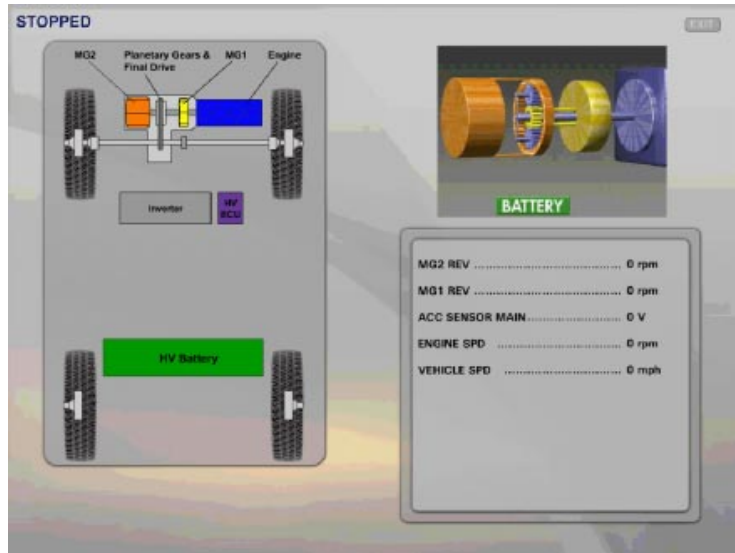 STOPPED
EXIT
MG2 Planetary Gears & MG1 Engine
Final Drive
Inverter
HV
ECU
HV Battery
BATTERY
MG2 REV ........................................ 0 rpm
MG1 REV ........................................ 0 rpm
ACC SENSOR MAIN ........................... 0 V
ENGINE SPD ................................... 0 rpm
VEHICLE SPD .................................. 0 mph